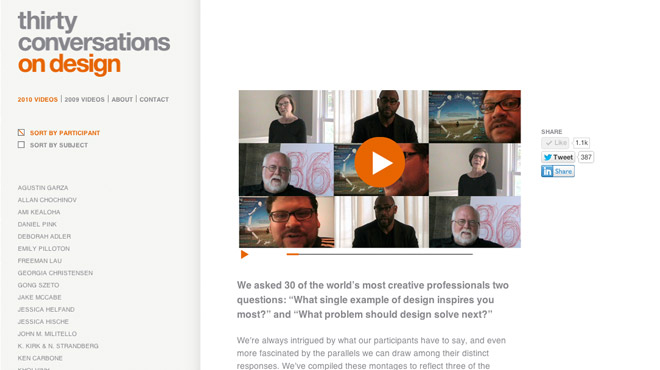 thirty
conversations
on design
2010 VIDEOS | 2009 VIDEOS | ABOUT | CONTACT
SORT BY PARTICIPANT
SORT BY SUBJECT
AGUSTIN GARZA
ALLAN CHOCHINOV
AMI KEALOHA
DANIEL PINK
DEBORAH ADLER
EMILY PILLOTON
FREEMAN LAU
GEORGIA CHRISTENSEN
GONG SZETO
JAKE MCCABE
JESSICA HELFAND
JESSICA HISCHE
JOHN M. MILITELLO
K. KIRK & N. STRANDBERG
KEN CARBONE
SHARE
Like 1.1k
Tweet 387
in Share
We asked 30 of the world's most creative professionals two
questions: “What single example of design inspires you
most?” and “What problem should design solve next?”
We're always intrigued by what our participants have to say, and even
more fascinated by the parallels we can draw among their distinct
responses. We've compiled these montages to reflect three of the